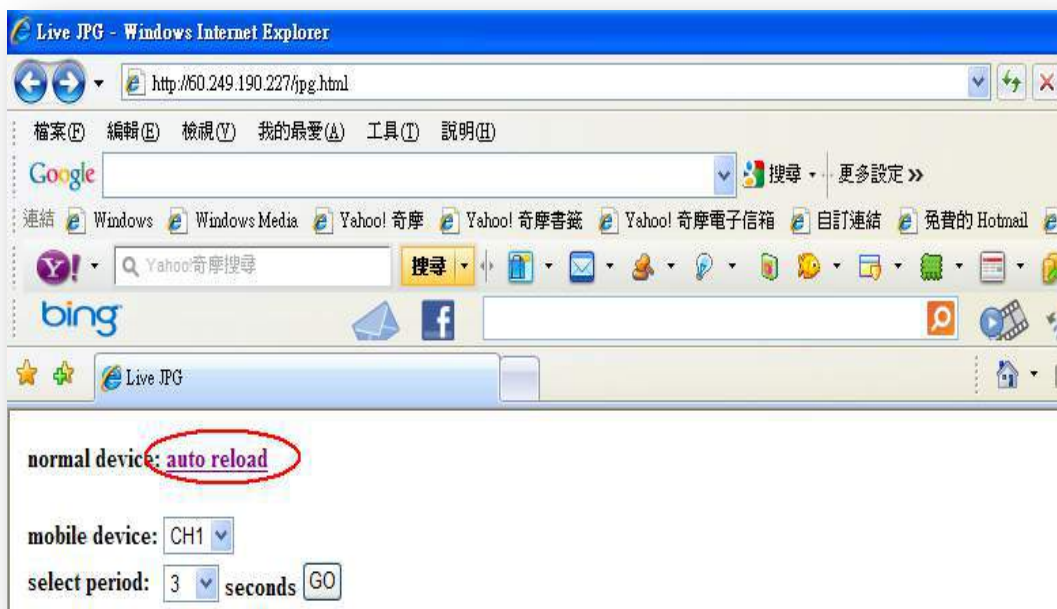 Live JPG - Windows Internet Explorer
http://60.249.190.227/jpg.html
檔案(F) 編輯(E) 檢視(V) 我的最愛(A) 工具(T) 說明(H)
Google 搜尋 更多設定 »
連結 Windows Windows Media Yahoo! 奇摩 Yahoo! 奇摩書籤 Yahoo! 奇摩電子信箱 自訂連結 免費的 Hotmail
Y! Yahoo!奇摩搜尋 搜尋
bing f
Live JPG
normal device: auto reload
mobile device: CH1
select period: 3 seconds GO